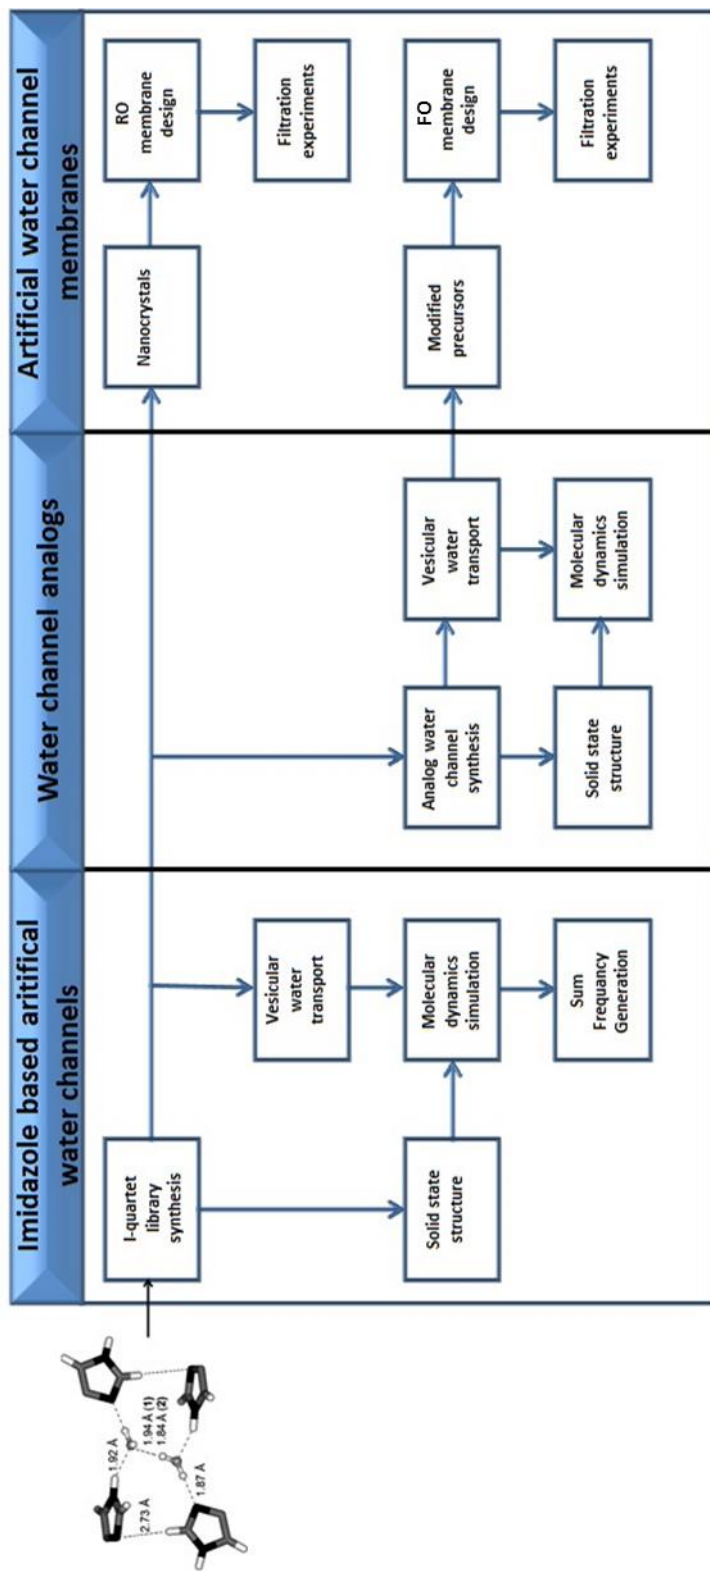 Imidazole based aritifical
water channels
Water channel analogs
Artificial water channel
membranes
1.92 Å
1.94 Å (1)
1.84 Å (2)
2.73 Å
1.87 Å
I-quartet
library
synthesis
Vesicular
water
transport
Solid state
structure
Molecular
dynamics
simulation
Sum
Frequancy
Generation
Analog water
channel
synthesis
Vesicular
water
transport
Solid state
structure
Molecular
dynamics
simulation
Nanocrystals
RO
membrane
design
Filtration
experiments
Modified
precursors
FO
membrane
design
Filtration
experiments